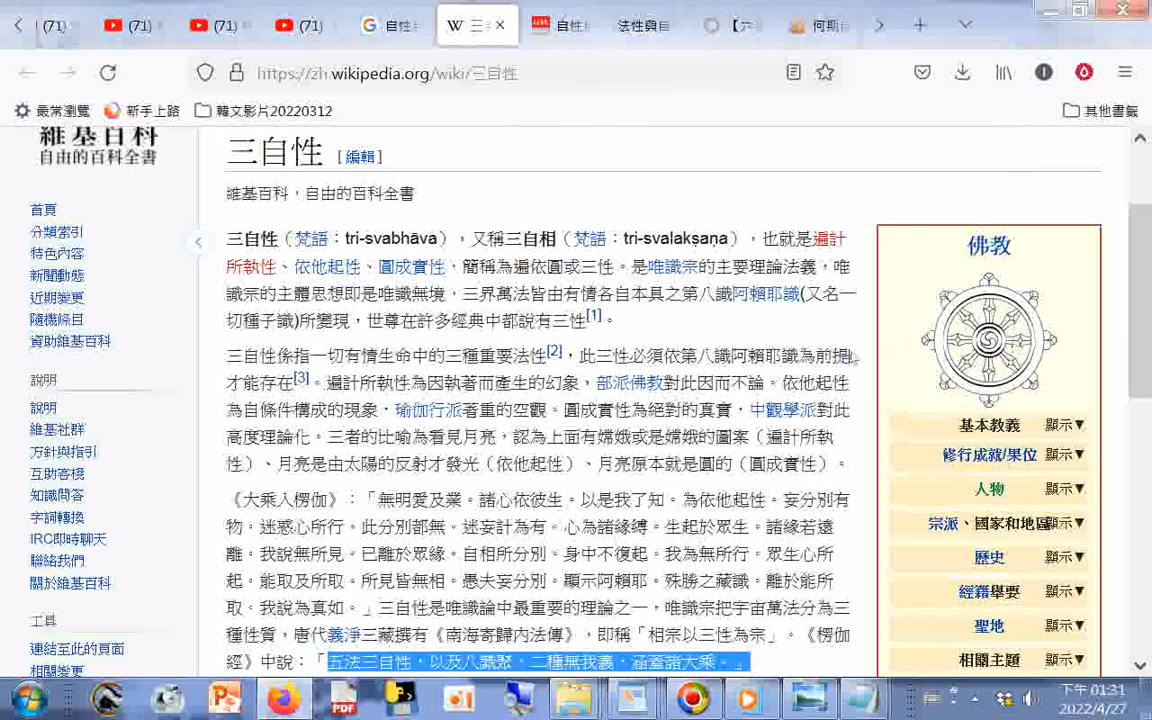 (71)
(71)
(71)
(71)
自性
W 三
自性
法性與
【六
何期
https://zh.wikipedia.org/wiki/三自性
最常瀏覽
新手上路
韓文影片20220312
其他書籤
維基百科
自由的百科全書
首頁
分類索引
特色內容
新聞動態
近期變更
隨機條目
資助維基百科
說明
說明
維基社群
方針與指引
互助客棧
知識問答
字詞轉換
IRC即時聊天
聯絡我們
關於維基百科
工具
連結至此的頁面
相關變更
三自性 [編輯]
維基百科，自由的百科全書
三自性（梵語：tri-svabhāva），又稱三自相（梵語：tri-svalakṣaṇa），也就是遍計
所執性、依他起性、圓成實性，簡稱為遍依圓或三性。是唯識宗的主要理論法義，唯
識宗的主體思想即是唯識無境，三界萬法皆由有情各自本具之第八識阿賴耶識(又名一
切種子識)所變現，世尊在許多經典中都說有三性[1]。
三自性係指一切有情生命中的三種重要法性[2]，此三性必須依第八識阿賴耶識為前提
才能存在[3]。遍計所執性為因執著而產生的幻象，部派佛教對此因而不論。依他起性
為自條件構成的現象，瑜伽行派著重的空觀。圓成實性為絕對的真實，中觀學派對此
高度理論化。三者的比喻為看見月亮，認為上面有嫦娥或是嫦娥的圖案（遍計所執
性）、月亮是由太陽的反射才發光（依他起性）、月亮原本就是圓的（圓成實性）。
《大乘入楞伽》：「無明愛及業。諸心依彼生。以是我了知。為依他起性。妄分別有
物。迷惑心所行。此分別都無。迷妄計為有。心為諸緣縛。生起於眾生。諸緣若遠
離。我說無所見。已離於眾緣。自相所分別。身中不復起。我為無所行。眾生心所
起。能取及所取。所見皆無相。愚夫妄分別。顯示阿賴耶。殊勝之藏識。離於能所
取。我說為真如。」三自性是唯識論中最重要的理論之一，唯識宗把宇宙萬法分為三
種性質，唐代義淨三藏撰有《南海寄歸內法傳》，即稱「相宗以三性為宗」。《楞伽
經》中說：「五法三自性，以及八識聚，二種無我義，涵蓋諸大乘。」
佛教
基本教義 顯示▼
修行成就/果位 顯示▼
人物 顯示▼
宗派、國家和地區 顯示▼
歷史 顯示▼
經籍舉要 顯示▼
聖地 顯示▼
相關主題 顯示▼
下午 01:31
2022/4/27